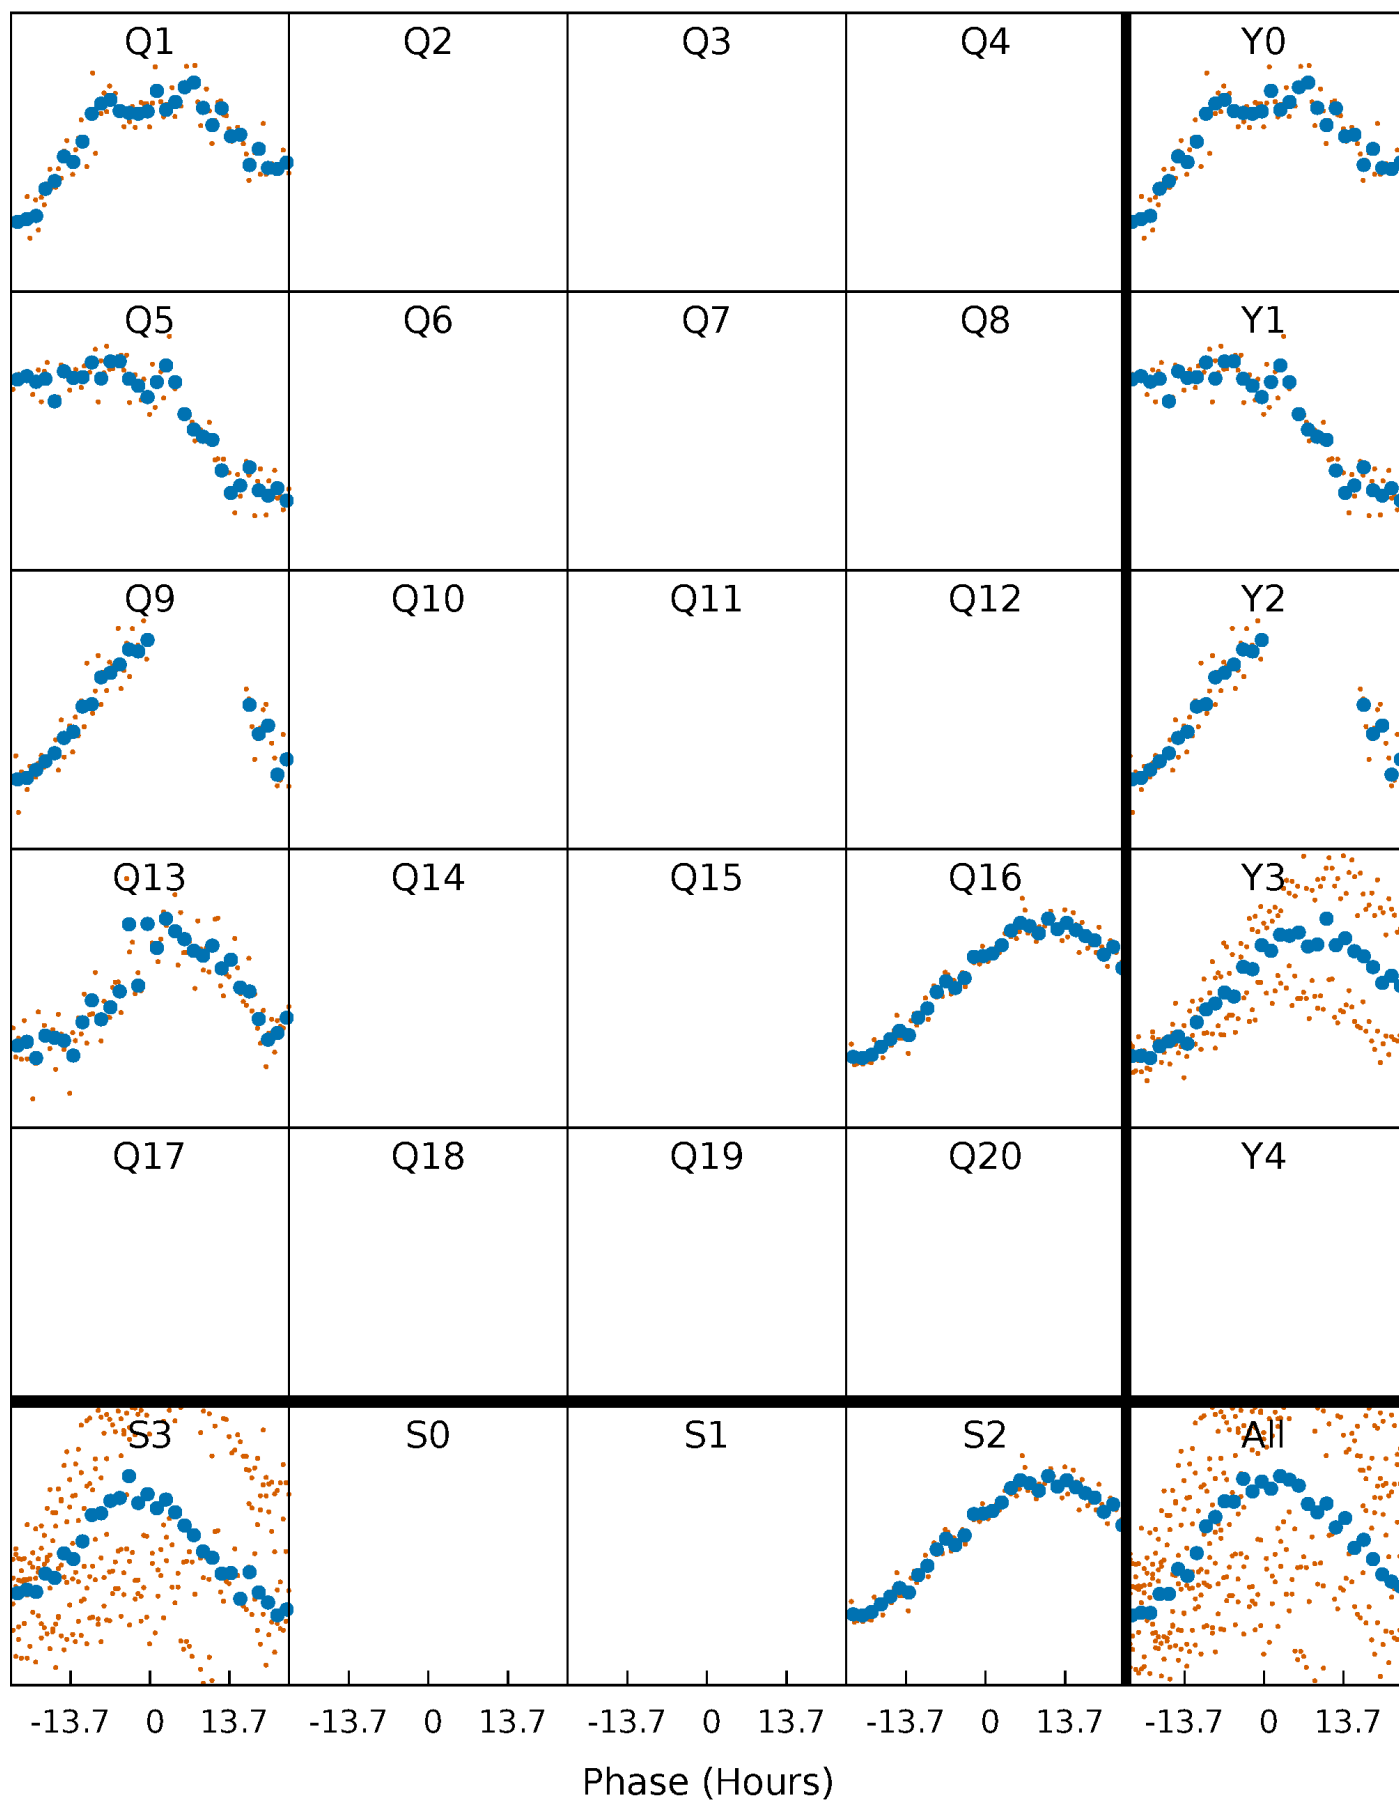 Q1 Q2 Q3 Q4 Y0
Q5 Q6 Q7 Q8 Y1
Q9 Q10 Q11 Q12 Y2
Q13 Q14 Q15 Q16 Y3
Q17 Q18 Q19 Q20 Y4
S3 S0 S1 S2 All
-13.7 0 13.7 -13.7 0 13.7 -13.7 0 13.7 -13.7 0 13.7 -13.7 0 13.7
Phase (Hours)